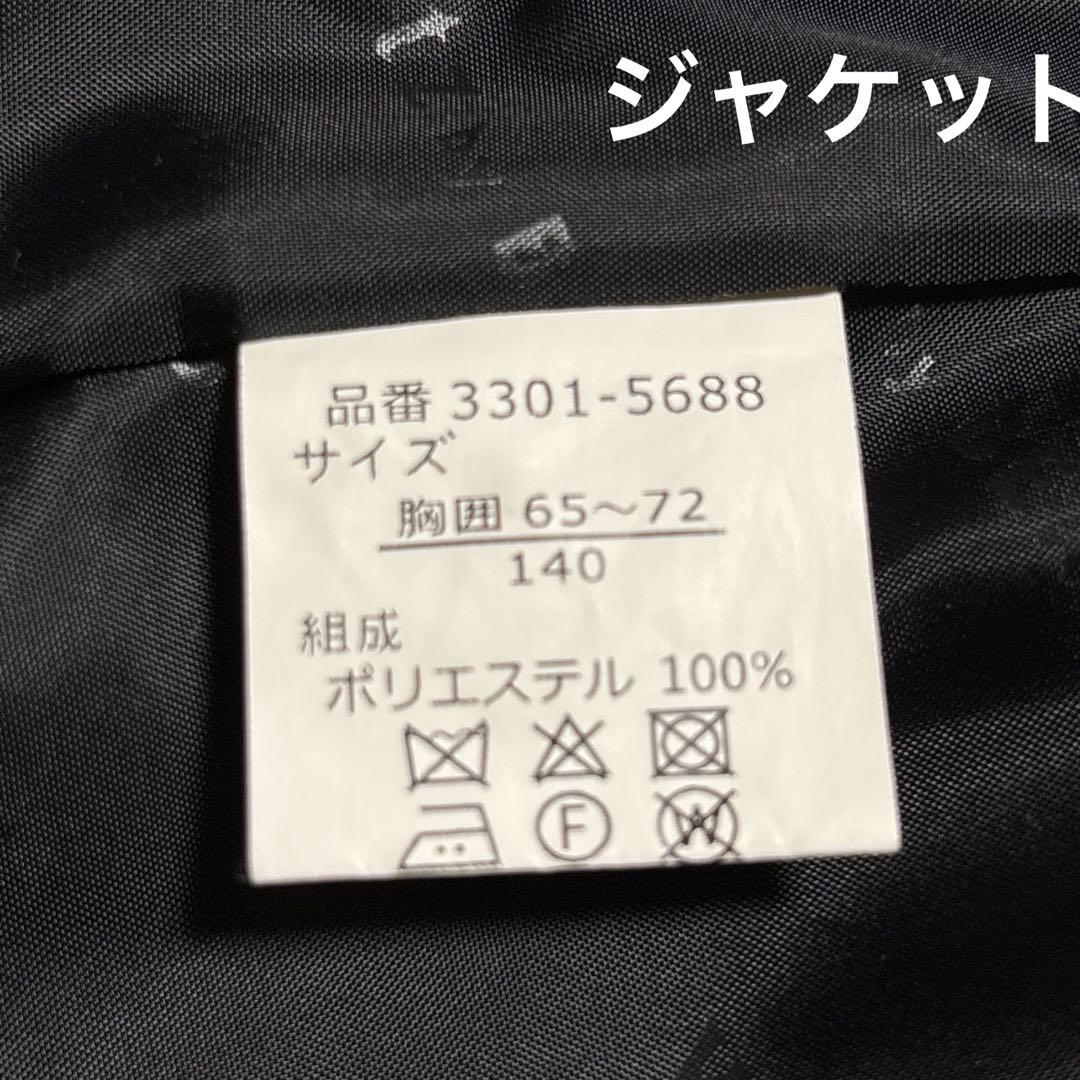 ジャケット
品番 3301-5688
サイズ
胸囲 65～72
140
組成
ポリエステル 100%
F
W